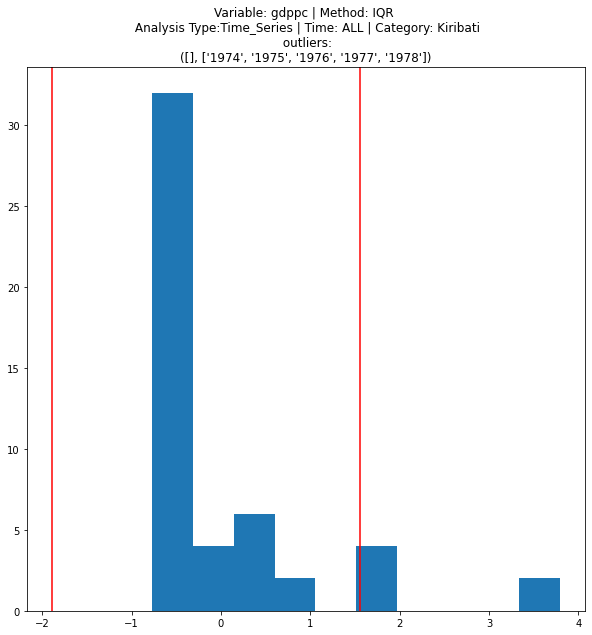 Variable: gdppc | Method: IQR
Analysis Type:Time_Series | Time: ALL | Category: Kiribati
outliers:
([], ['1974', '1975', '1976', '1977', '1978'])
30
25
20
15
10
5
0
−2 −1 0 1 2 3 4